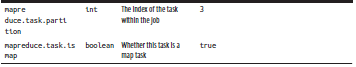 mapre int The index of the task 3
duce.task.parti within the job
tion
mapreduce.task.is boolean Whether this task is a true
map map task